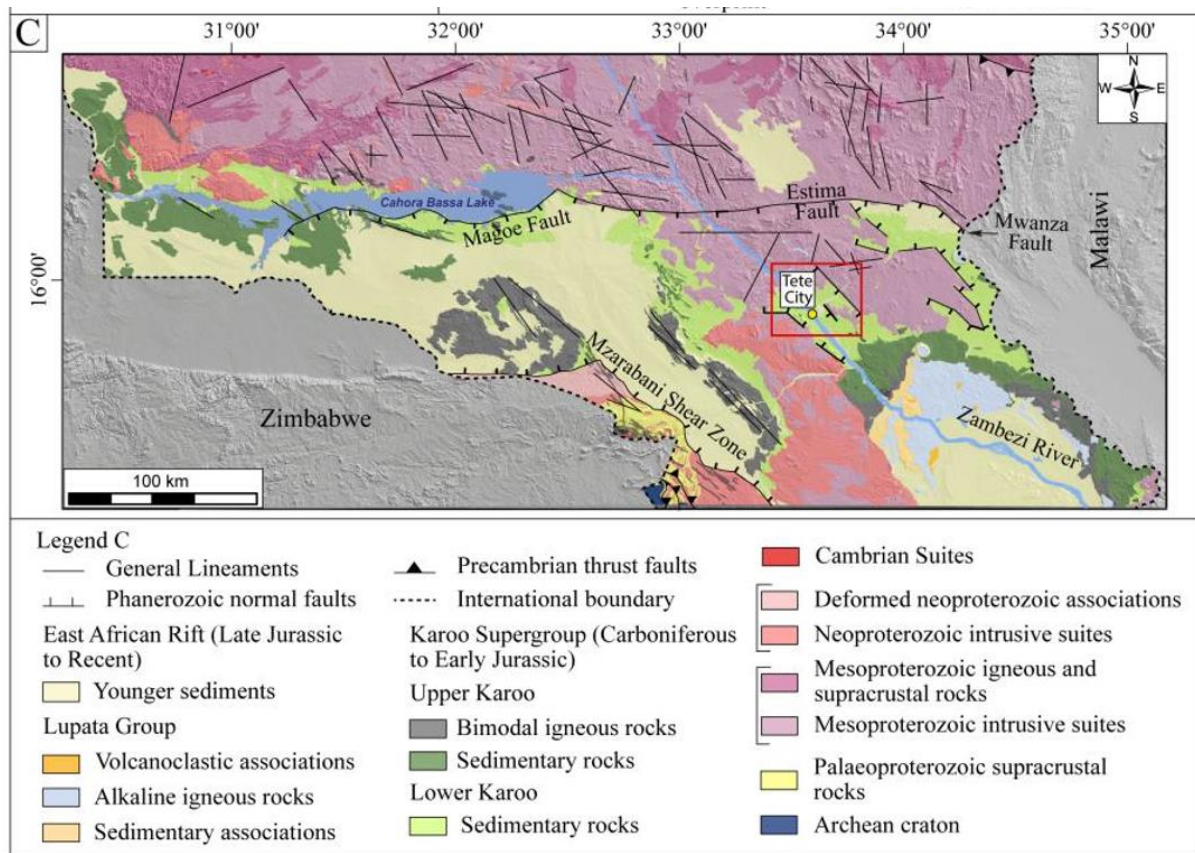 C
31°00'
32°00'
33°00'
34°00'
35°00'
N
W
E
S
16°00'
Cahora Bassa Lake
Magoe Fault
Estima
Fault
Mwanza
Fault
Malawi
Tete
City
Mzarabani Shear Zone
Zimbabwe
Zambezi River
100 km
Legend C
General Lineaments
Phanerozoic normal faults
East African Rift (Late Jurassic
to Recent)
Younger sediments
Lupata Group
Volcanoclastic associations
Alkaline igneous rocks
Sedimentary associations
Precambrian thrust faults
International boundary
Karoo Supergroup (Carboniferous
to Early Jurassic)
Upper Karoo
Bimodal igneous rocks
Sedimentary rocks
Lower Karoo
Sedimentary rocks
Cambrian Suites
Deformed neoproterozoic associations
Neoproterozoic intrusive suites
Mesoproterozoic igneous and
supracrustal rocks
Mesoproterozoic intrusive suites
Palaeoproterozoic supracrustal
rocks
Archean craton